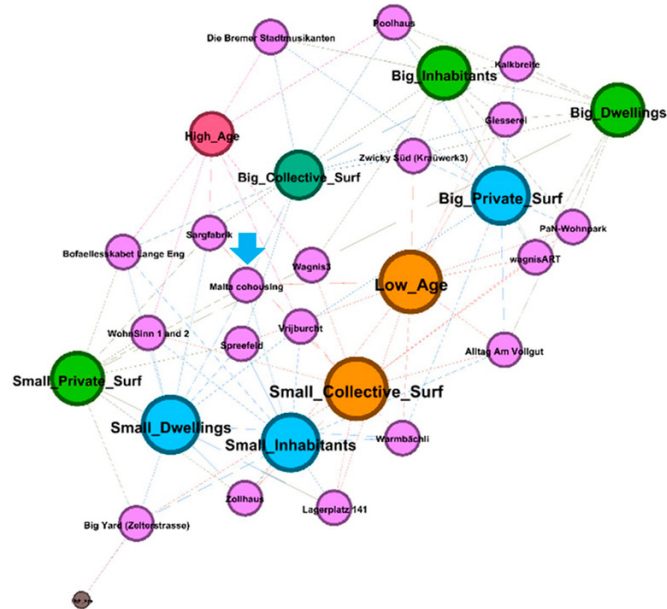 Poolhaus
Die Bremer Stadtmusikanten
Kalkbreite
Big_Inhabitants
Big_Dwellings
Glesserei
High_Age
Zwicky Süd (Kraüwerk3)
Big_Collective_Surf
Big_Private_Surf
PaN-Wohnpark
Sargfabrik
Bofaellesskabet Lange Eng
wagnisART
Wagnis3
Malta cohousing
Low_Age
WohnSinn 1 and 2
Vrijburcht
Spreefeld
Alltag Am Vollgut
Small_Private_Surf
Small_Collective_Surf
Small_Dwellings
Small_Inhabitants
Warmbächli
Zollhaus
Lagerplatz 141
Big Yard (Zelterstrasse)